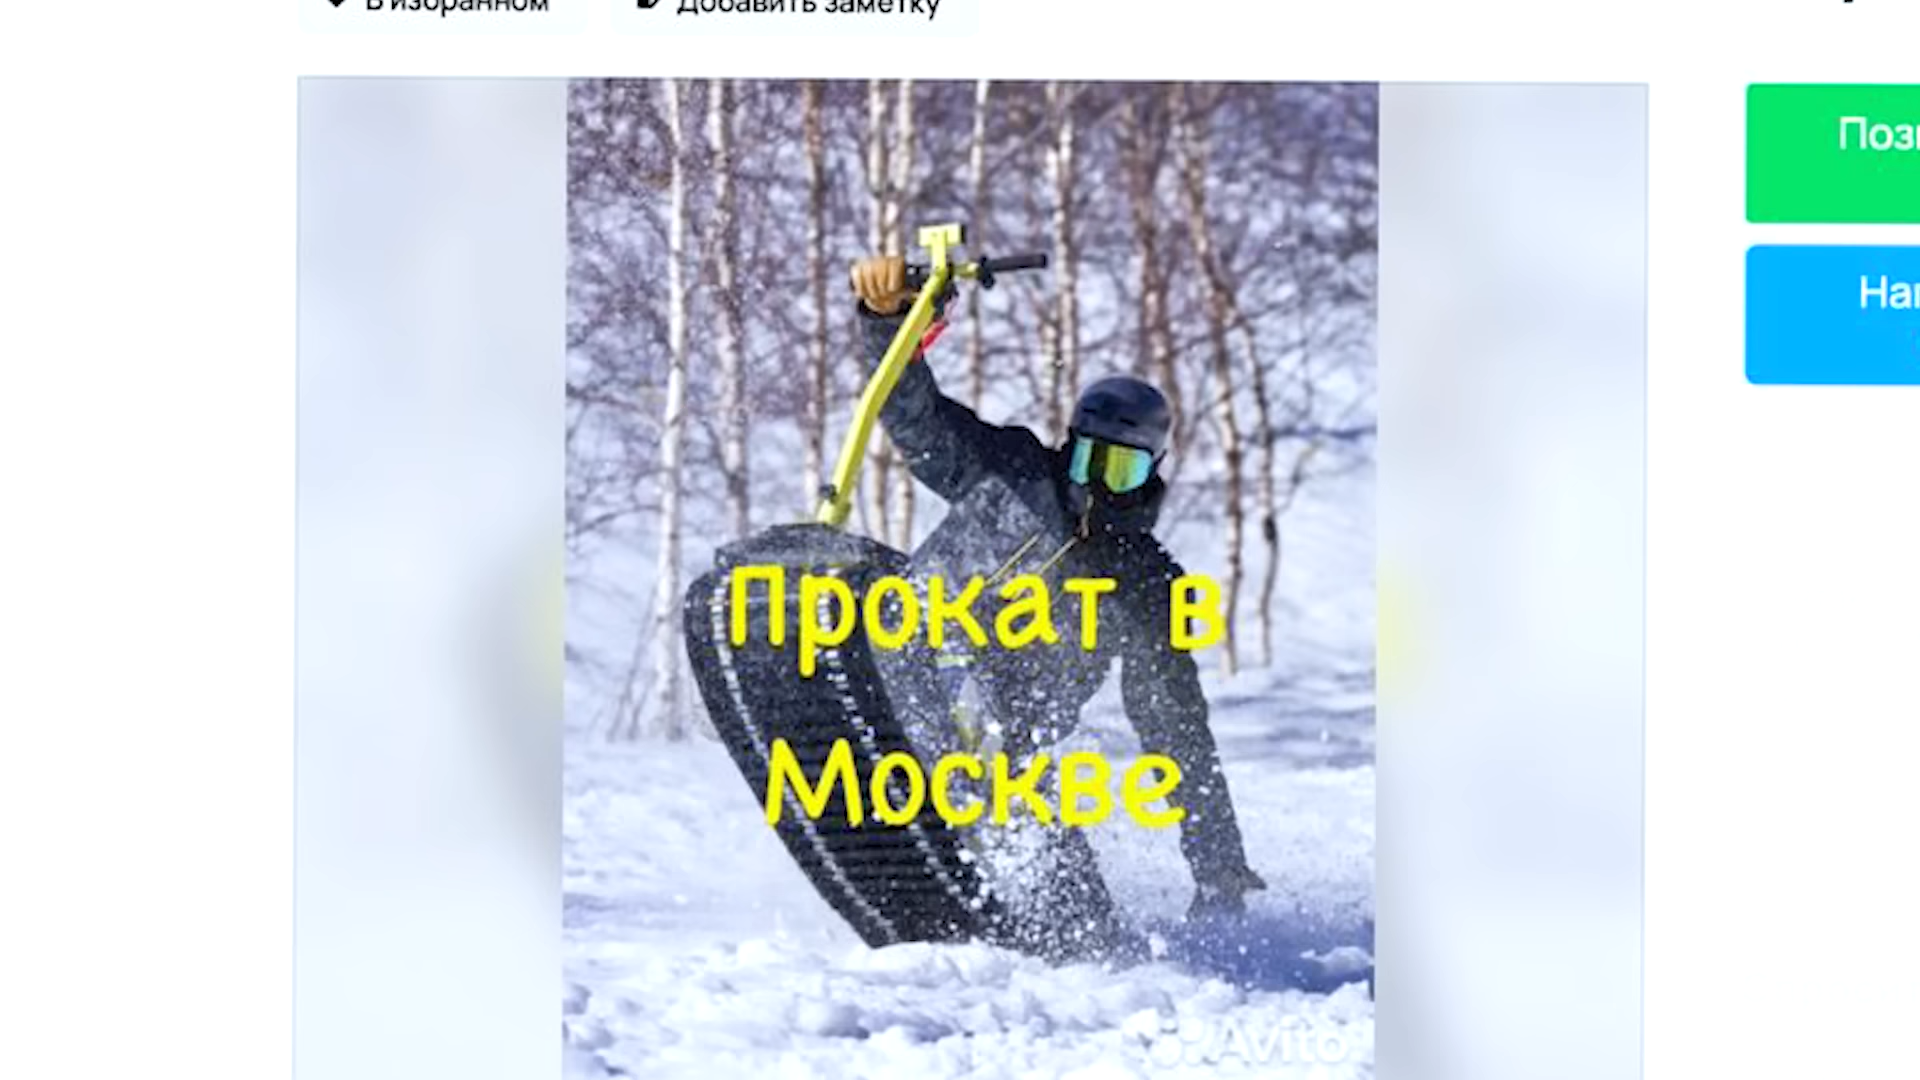 В избранном
Добавить заметку
Прокат в
Москве
Avito